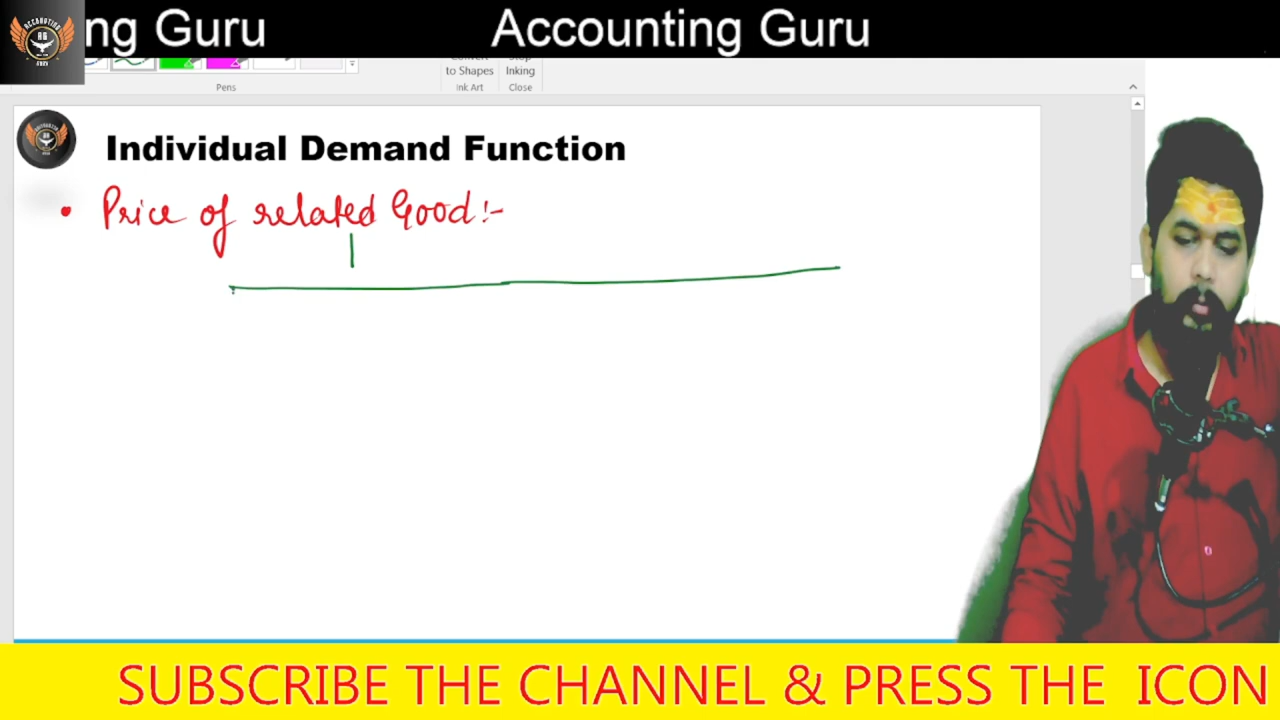 ng Guru Accounting Guru
to Shapes Inking
Pens Ink Art Close
Individual Demand Function
• Price of related Good:-
SUBSCRIBE THE CHANNEL & PRESS THE ICON